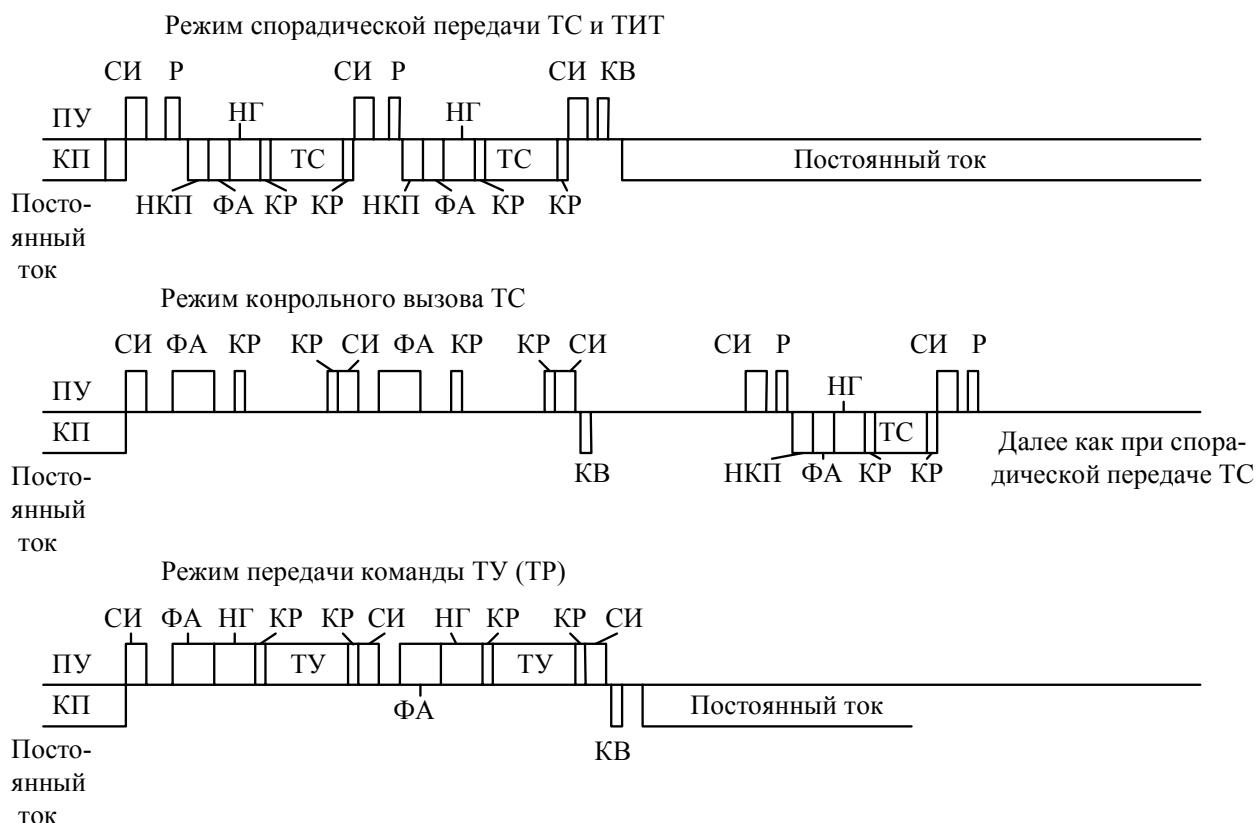 Режим спорадической передачи ТС и ТИТ
СИ Р СИ Р СИ КВ
НГ НГ
ПУ
КП ТС ТС Постоянный ток
НКП ФА КР КР НКП ФА КР КР
Посто-
янный
ток
Режим конрольного вызова ТС
СИ ФА КР КР СИ ФА КР КР СИ СИ Р СИ Р
ПУ НГ
КП ТС
Далее как при спора-
КВ НКП ФА КР КР дической передаче ТС
Посто-
янный
ток
Режим передачи команды ТУ (ТР)
СИ ФА НГ КР КР СИ НГ КР КР СИ
ПУ ТУ ТУ
КП ФА Постоянный ток
КВ
Посто-
янный
ток